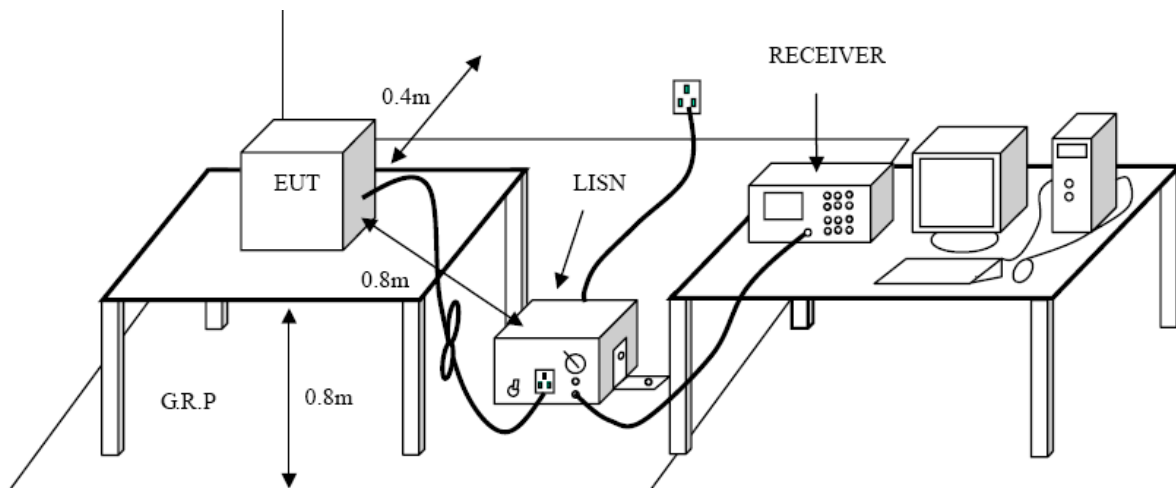 RECEIVER
0.4m
EUT
LISN
0.8m
G.R.P
0.8m